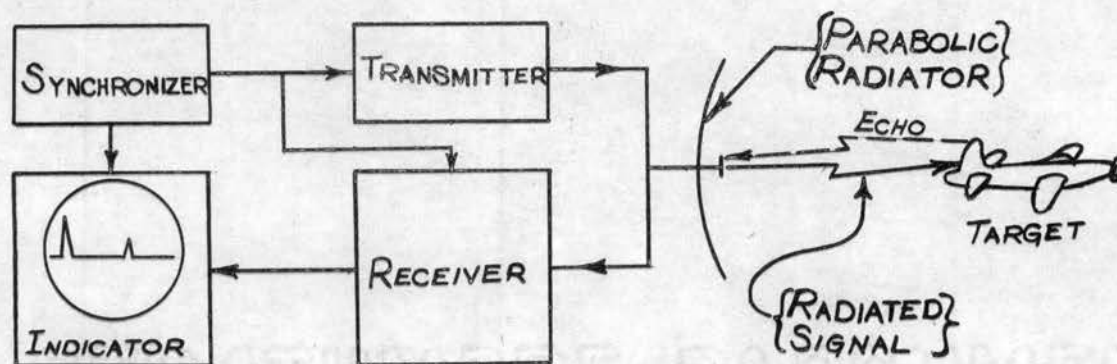 SYNCHRONIZER
TRANSMITTER
{PARABOLIC
RADIATOR}
ECHO
TARGET
RECEIVER
INDICATOR
{RADIATED
SIGNAL}